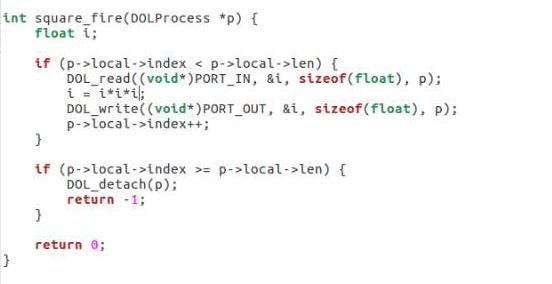 int square_fire(DOLProcess *p) {
    float i;

    if (p->local->index < p->local->len) {
        DOL_read((void*)PORT_IN, &i, sizeof(float), p);
        i = i*i*i;
        DOL_write((void*)PORT_OUT, &i, sizeof(float), p);
        p->local->index++;
    }

    if (p->local->index >= p->local->len) {
        DOL_detach(p);
        return -1;
    }

    return 0;
}